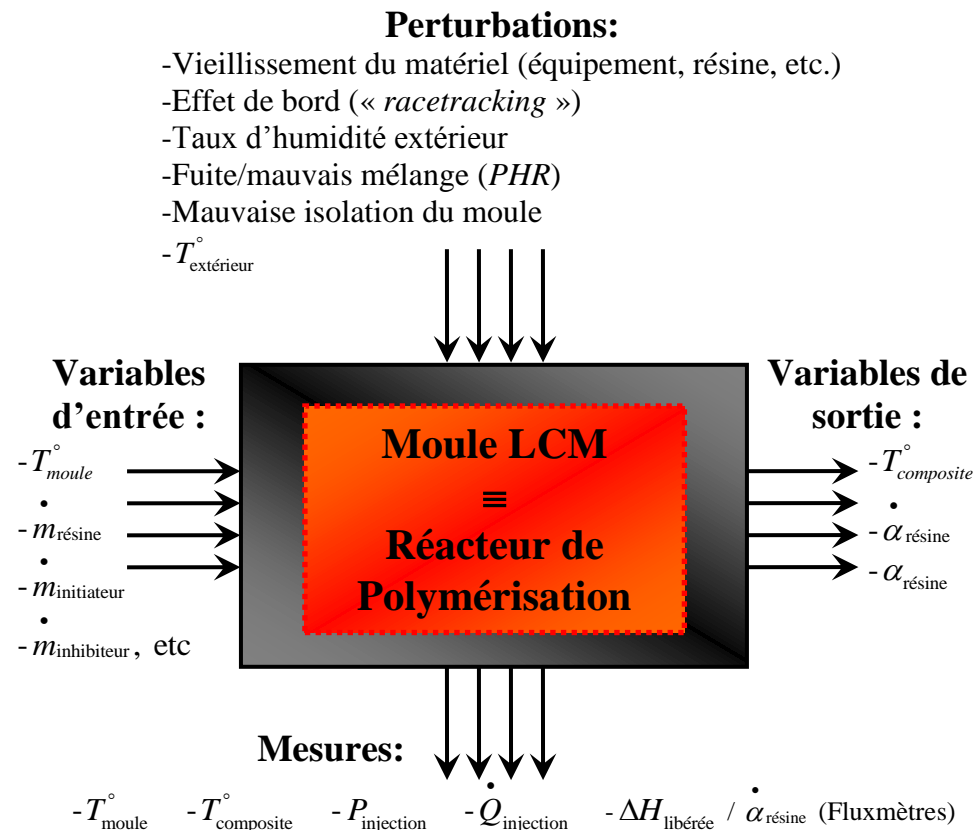 Perturbations:
-Vieillissement du matériel (équipement, résine, etc.)
-Effet de bord (« racetracking »)
-Taux d’humidité extérieur
-Fuite/mauvais mélange (PHR)
-Mauvaise isolation du moule
-T°extérieur
Variables
d’entrée :
-T°moule
-ṁrésine
-ṁinitiateur
-ṁinhibiteur, etc
Moule LCM
≡
Réacteur de
Polymérisation
Variables de
sortie :
-T°composite
-α̇résine
-αrésine
Mesures:
-T°moule -T°composite -Pinjection -Q̇injection -ΔHlibérée / α̇résine (Fluxmètres)